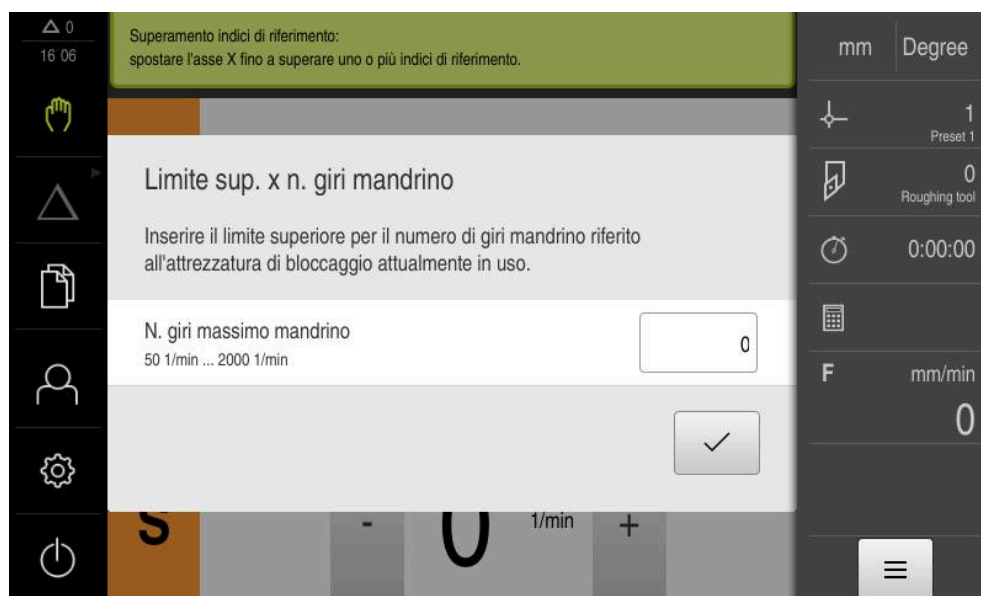 0
16 06
Superamento indici di riferimento:
spostare l'asse X fino a superare uno o più indici di riferimento.
Limite sup. x n. giri mandrino
Inserire il limite superiore per il numero di giri mandrino riferito
all'attrezzatura di bloccaggio attualmente in uso.
N. giri massimo mandrino
0
50 1/min ... 2000 1/min
S
-
0
1/min
+
mm
Degree
1
Preset 1
0
Roughing tool
0:00:00
F
mm/min
0